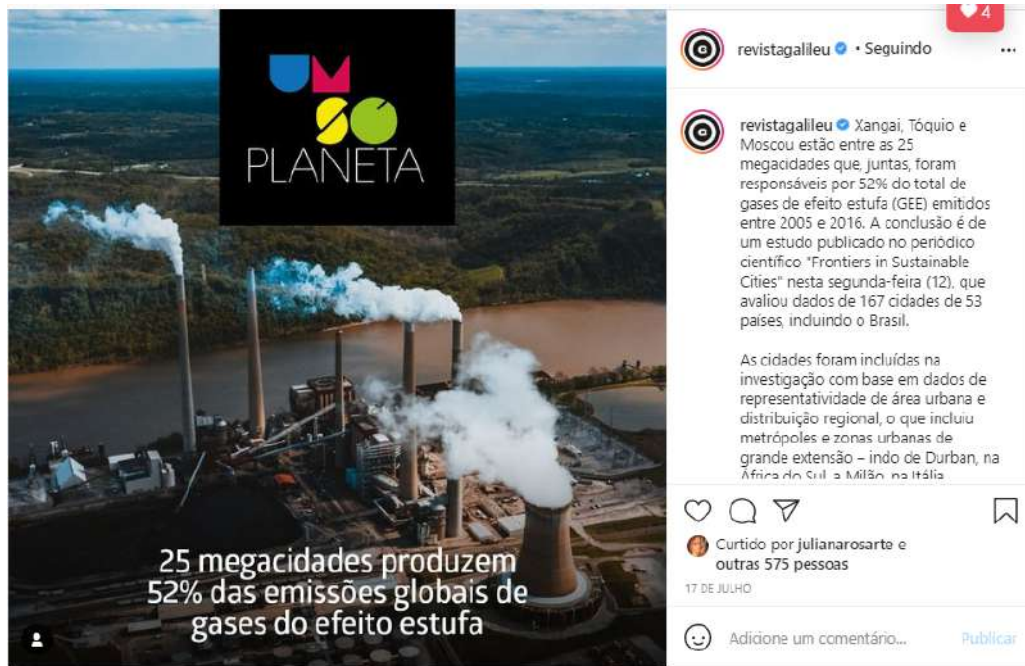 UM
SÓ
PLANETA
25 megacidades produzem
52% das emissões globais de
gases do efeito estufa
4
revistagalileu • Seguindo
revistagalileu Xangai, Tóquio e
Moscou estão entre as 25
megacidades que, juntas, foram
responsáveis por 52% do total de
gases de efeito estufa (GEE) emitidos
entre 2005 e 2016. A conclusão é de
um estudo publicado no periódico
científico "Frontiers in Sustainable
Cities" nesta segunda-feira (12), que
avaliou dados de 167 cidades de 53
países, incluindo o Brasil.
As cidades foram incluídas na
investigação com base em dados de
representatividade de área urbana e
distribuição regional, o que incluiu
metrópoles e zonas urbanas de
grande extensão – indo de Durban, na
África do Sul, a Milão, na Itália
Curtido por julianarosarte e
outras 575 pessoas
17 DE JULHO
Adicione um comentário... Publicar